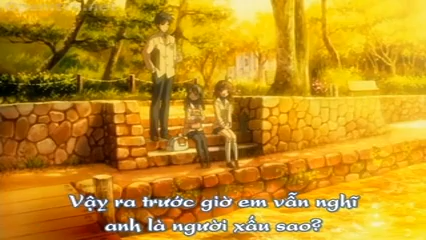 Vậy ra trước giờ em vẫn nghĩ
anh là người xấu sao?